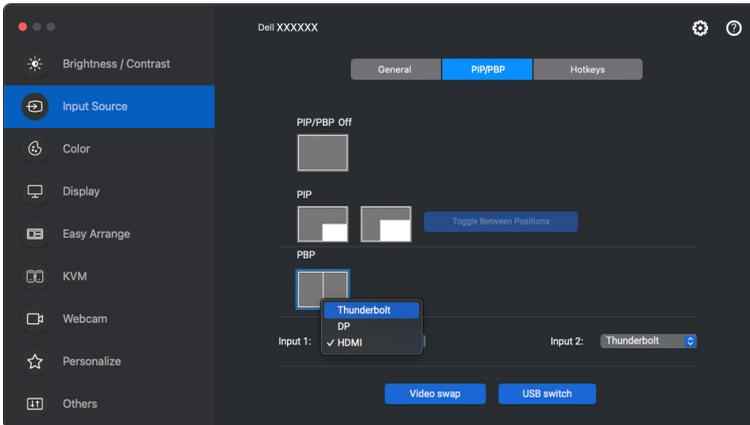 Dell XXXXXX
Brightness / Contrast
Input Source
Color
Display
Easy Arrange
KVM
Webcam
Personalize
Others
General
PIP/PBP
Hotkeys
PIP/PBP Off
PIP
Toggle Between Positions
PBP
Thunderbolt
DP
Input 1:
✓ HDMI
Input 2:
Thunderbolt
Video swap
USB switch